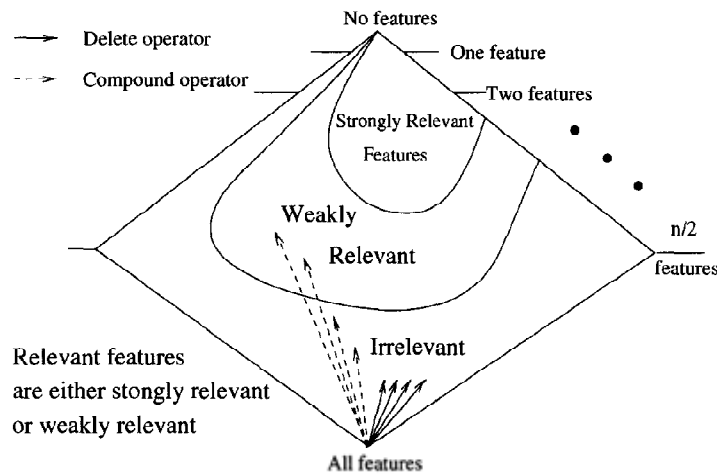 No features
Delete operator
One feature
Compound operator
Two features
Strongly Relevant
Features
Weakly
Relevant
n/2
features
Irrelevant
Relevant features
are either stongly relevant
or weakly relevant
All features